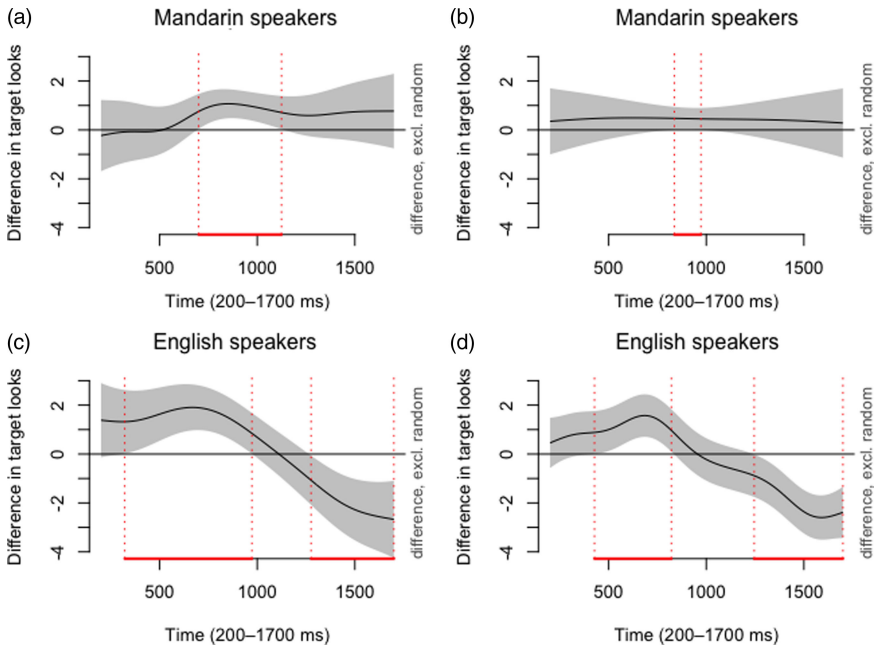 (a)
Mandarin speakers
Difference in target looks
2
0
-2
-4
500
1000
1500
Time (200–1700 ms)
difference, excl. random
(b)
Mandarin speakers
Difference in target looks
2
0
-2
-4
500
1000
1500
Time (200–1700 ms)
difference, excl. random
(c)
English speakers
Difference in target looks
2
0
-2
-4
500
1000
1500
Time (200–1700 ms)
difference, excl. random
(d)
English speakers
Difference in target looks
2
0
-2
-4
500
1000
1500
Time (200–1700 ms)
difference, excl. random